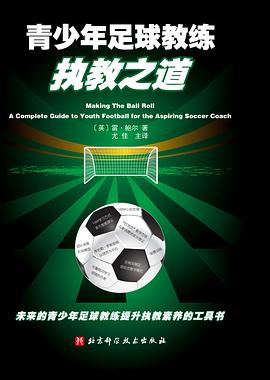 青少年足球教练
执教之道
Making The Ball Roll
A Complete Guide to Youth Football for the Aspiring Soccer Coach
〔英〕雷·鲍尔 著
尤佳 主译
未来的青少年足球教练提升执教素养的工具书
北京科学技术出版社